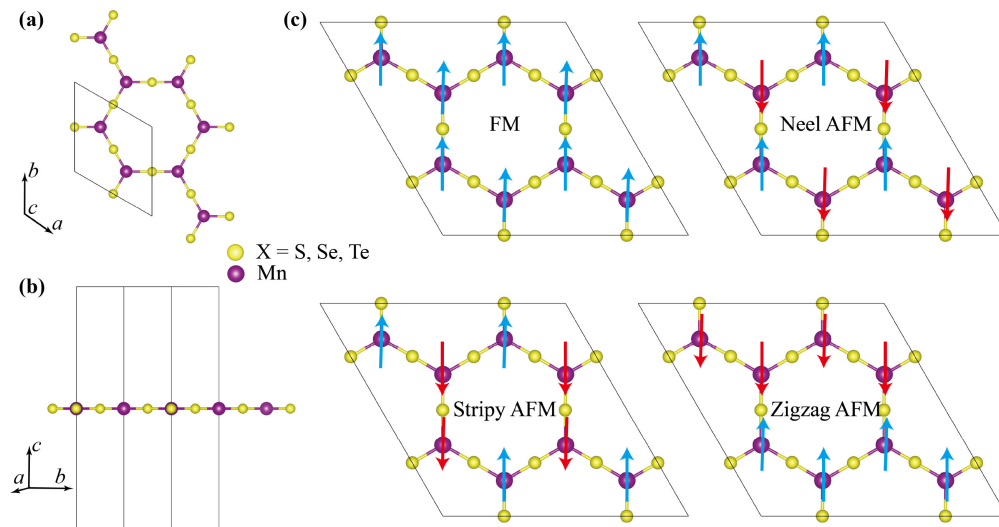 (a)
b
c
a
X = S, Se, Te
Mn
(b)
c
a
b
(c)
FM
Neel AFM
Stripy AFM
Zigzag AFM